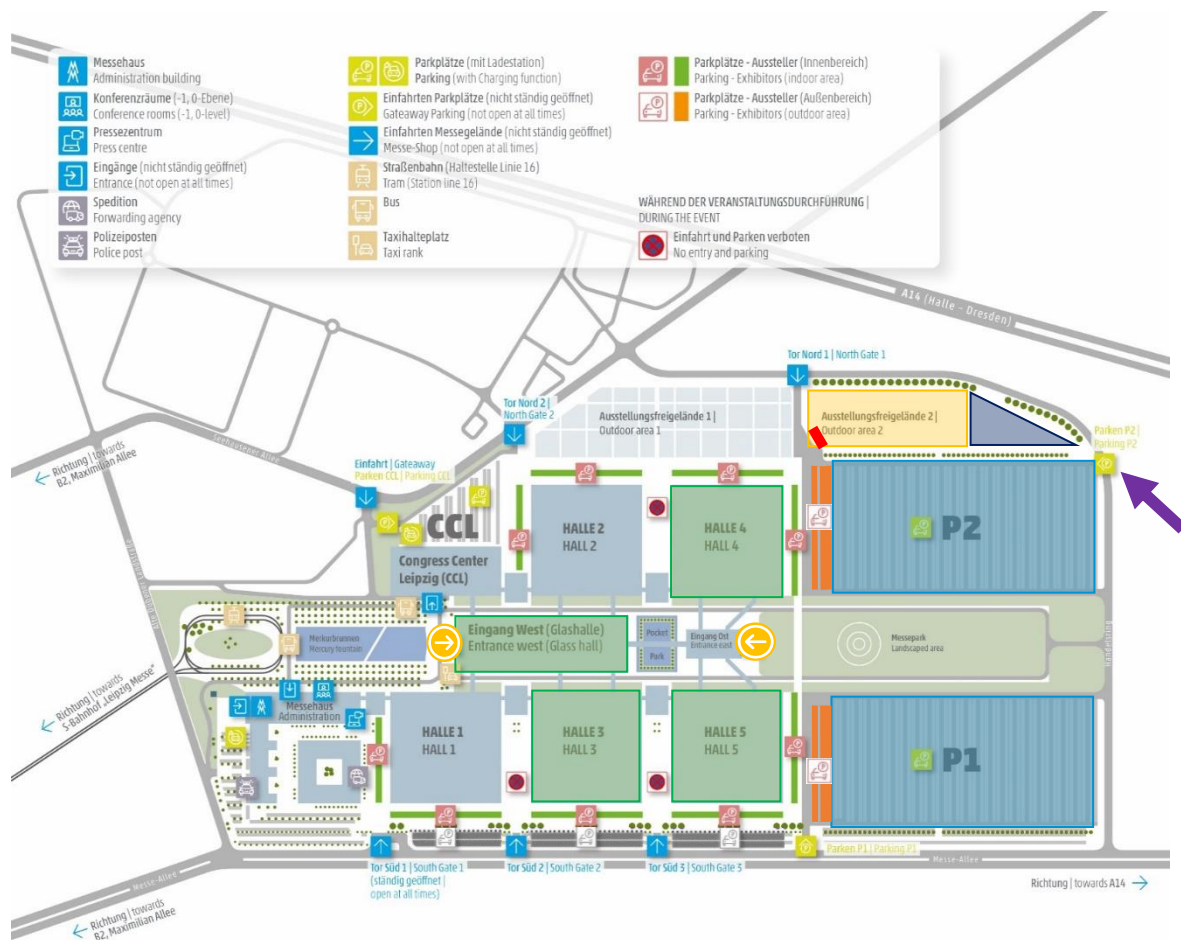 Messehaus
Administration building
Konferenzräume (-1, 0-Ebene)
Conference rooms (-1, 0-level)
Pressezentrum
Press centre
Eingänge (nicht ständig geöffnet)
Entrance (not open at all times)
Spedition
Forwarding agency
Polizeiposten
Police post
Parkplätze (mit Ladestation)
Parking (with Charging function)
Einfahrten Parkplätze (nicht ständig geöffnet)
Gateaway Parking (not open at all times)
Einfahrten Messegelände (nicht ständig geöffnet)
Messe-Shop (not open at all times)
Straßenbahn (Haltestelle Linie 16)
Tram (Station line 16)
Bus
Taxihalteplatz
Taxi rank
Parkplätze - Aussteller (Innenbereich)
Parking - Exhibitors (indoor area)
Parkplätze - Aussteller (Außenbereich)
Parking - Exhibitors (outdoor area)
WÄHREND DER VERANSTALTUNGSDURCHFÜHRUNG |
DURING THE EVENT
Einfahrt und Parken verboten
No entry and parking
A14 (Halle - Dresden)
Tor Nord 1 | North Gate 1
Tor Nord 2 |
North Gate 2
Ausstellungsfreigelände 1 |
Outdoor area 1
Ausstellungsfreigelände 2 |
Outdoor area 2
Parken P2 |
Parking P2
Seehausener Allee
Richtung | towards
B2, Maximilian Allee
Einfahrt | Gateaway
Parken CCL | Parking CCL
CCL
Congress Center
Leipzig (CCL)
HALLE 2
HALL 2
HALLE 4
HALL 4
P2
Merkurbrunnen
Mercury fountain
Eingang West (Glashalle)
Entrance west (Glass hall)
Pocket
Park
Eingang Ost
Entrance east
Messepark
Landscaped area
Handelsring
Richtung | towards
S-Bahnhof „Leipzig Messe"
Messehaus
Administration
HALLE 1
HALL 1
HALLE 3
HALL 3
HALLE 5
HALL 5
P1
Parken P1 | Parking P1
Messe-Allee
Messe-Allee
Tor Süd 1 | South Gate 1
(ständig geöffnet |
open at all times)
Tor Süd 2 | South Gate 2
Tor Süd 3 | South Gate 3
Richtung | towards A14
Richtung | towards
B2, Maximilian Allee